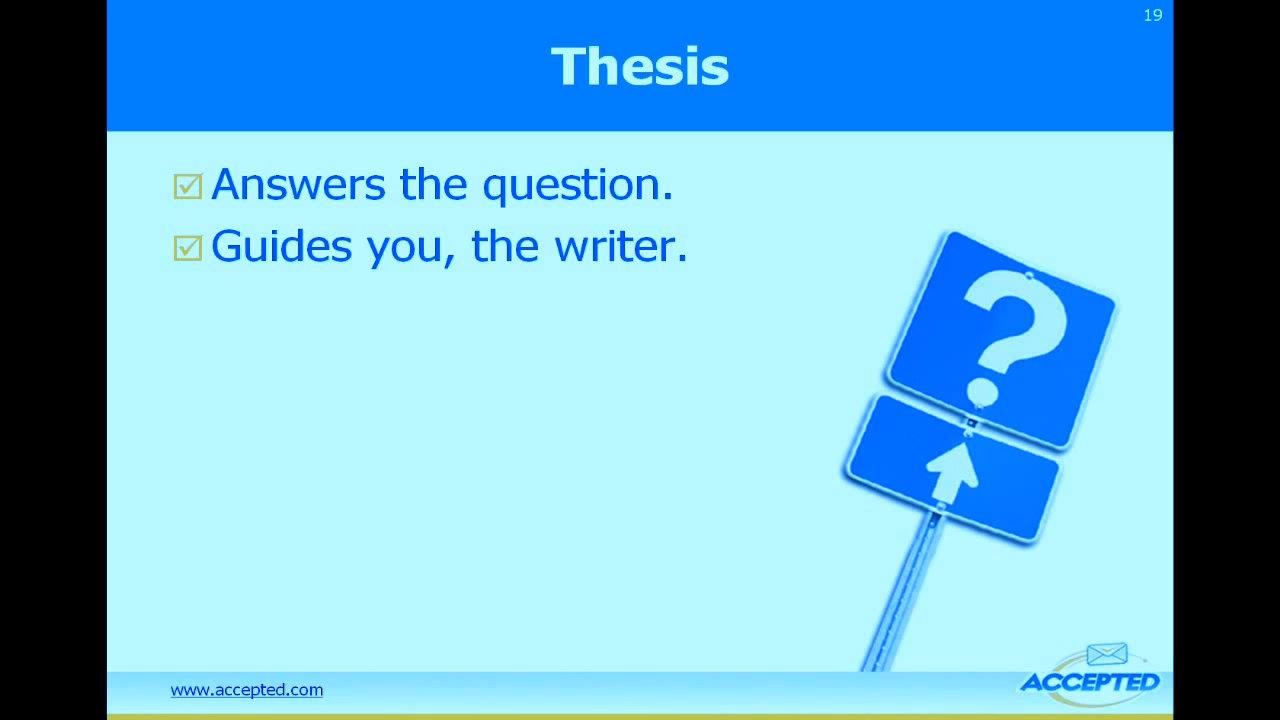 19
Thesis
Answers the question.
Guides you, the writer.
?
www.accepted.com
ACCEPTED